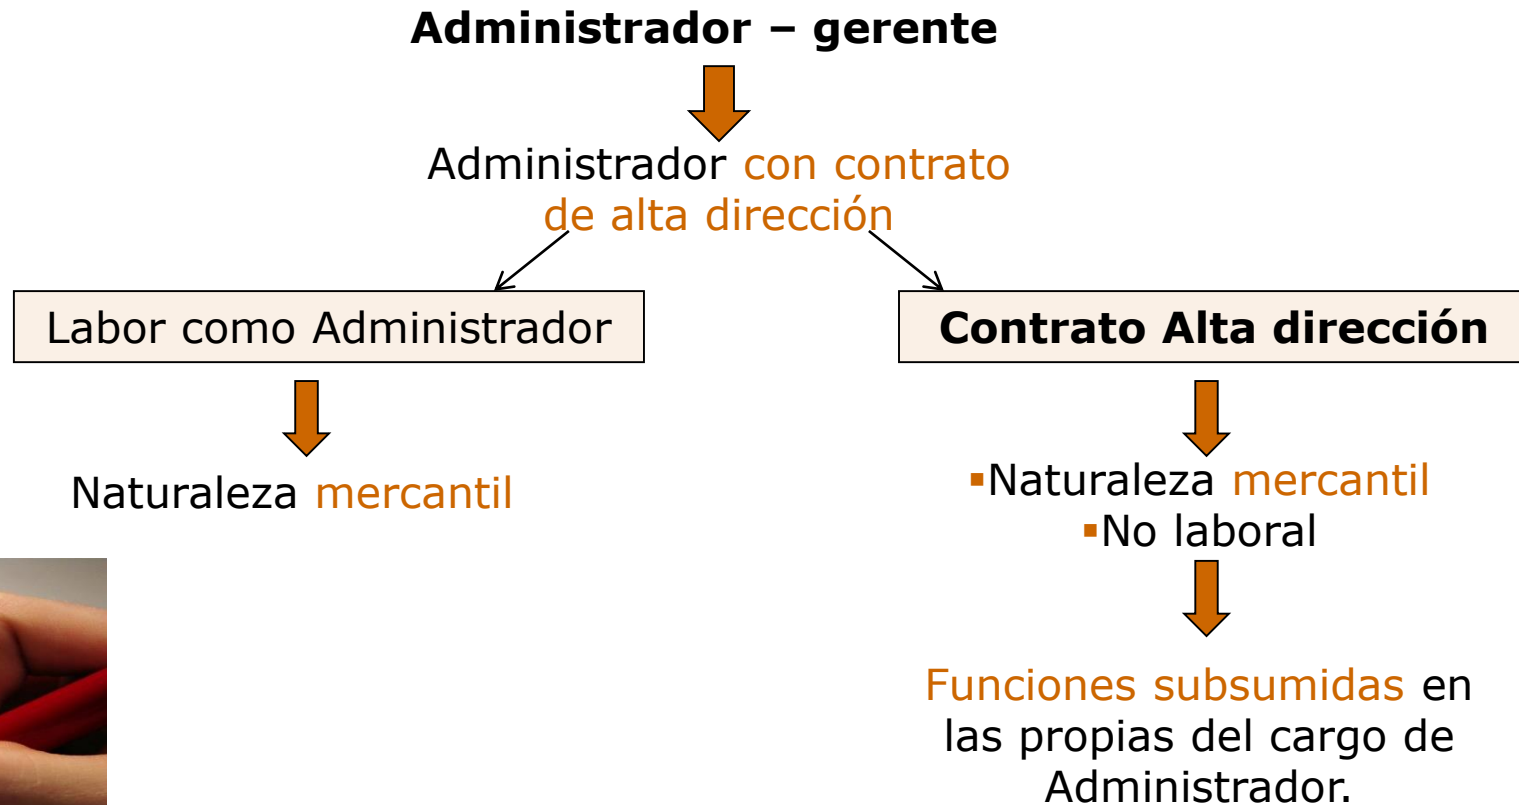 Administrador – gerente
Administrador con contrato
de alta dirección
Labor como Administrador
Contrato Alta dirección
Naturaleza mercantil
▪Naturaleza mercantil
▪No laboral
Funciones subsumidas en
las propias del cargo de
Administrador.